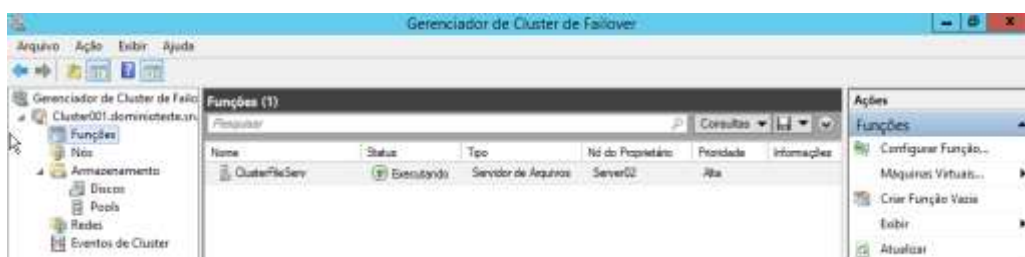 Gerenciador de Cluster de Failover
Arquivo Ação Exibir Ajuda
Gerenciador de Cluster de Failo
Cluster001.dominioteste.un
Funções
Nós
Armazenamento
Discos
Pools
Redes
Eventos de Cluster
Funções (1)
Pesquisar
Consultas
Nome Status Tipo Nó do Proprietário Prioridade Informações
ClusterFileServ Executando Servidor de Arquivos Server02 Alta
Ações
Funções
Configurar Função...
Máquinas Virtuais...
Criar Função Vazia
Exibir
Atualizar